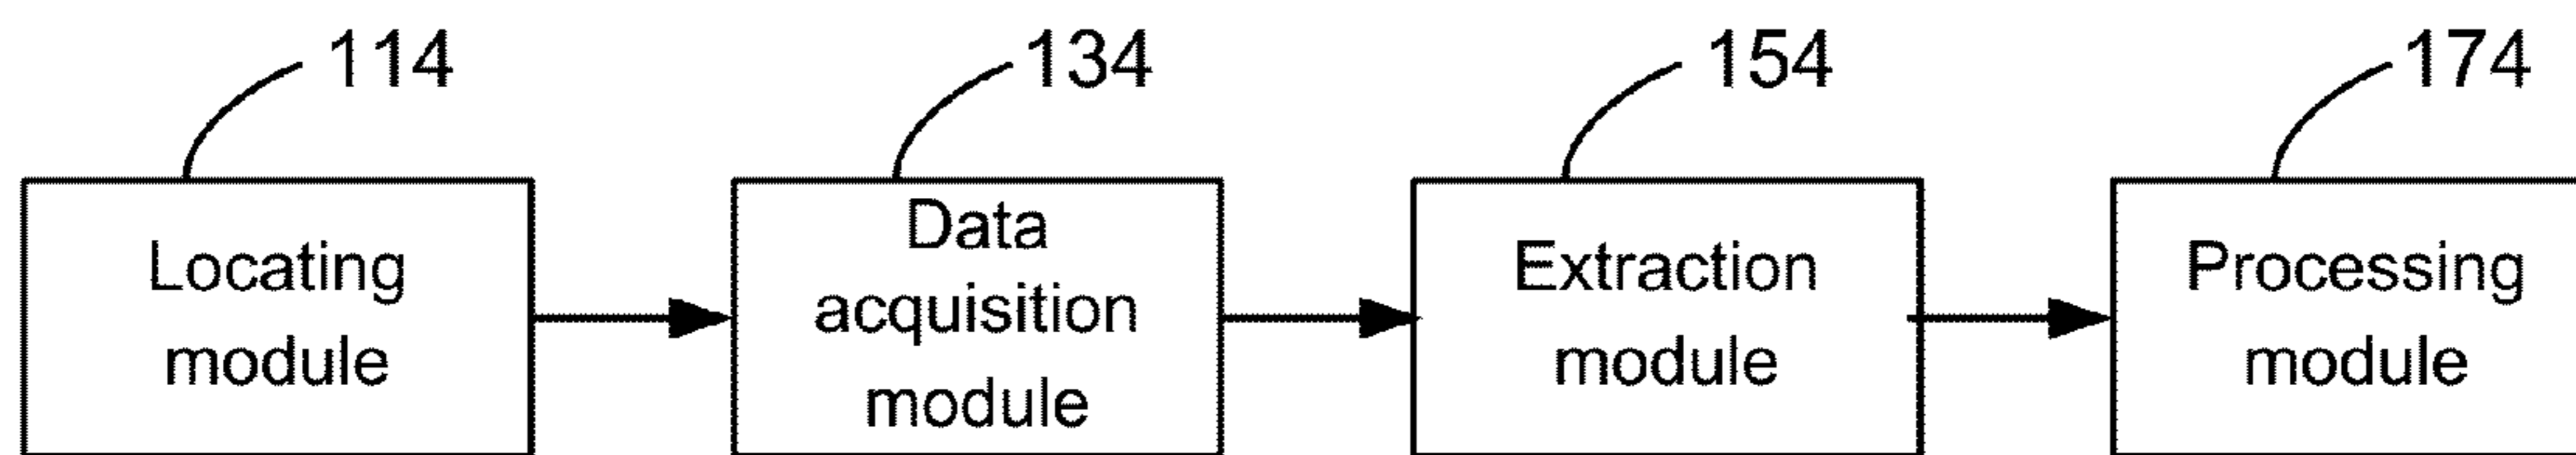 114
134
154
174
Locating
module
Data
acquisition
module
Extraction
module
Processing
module